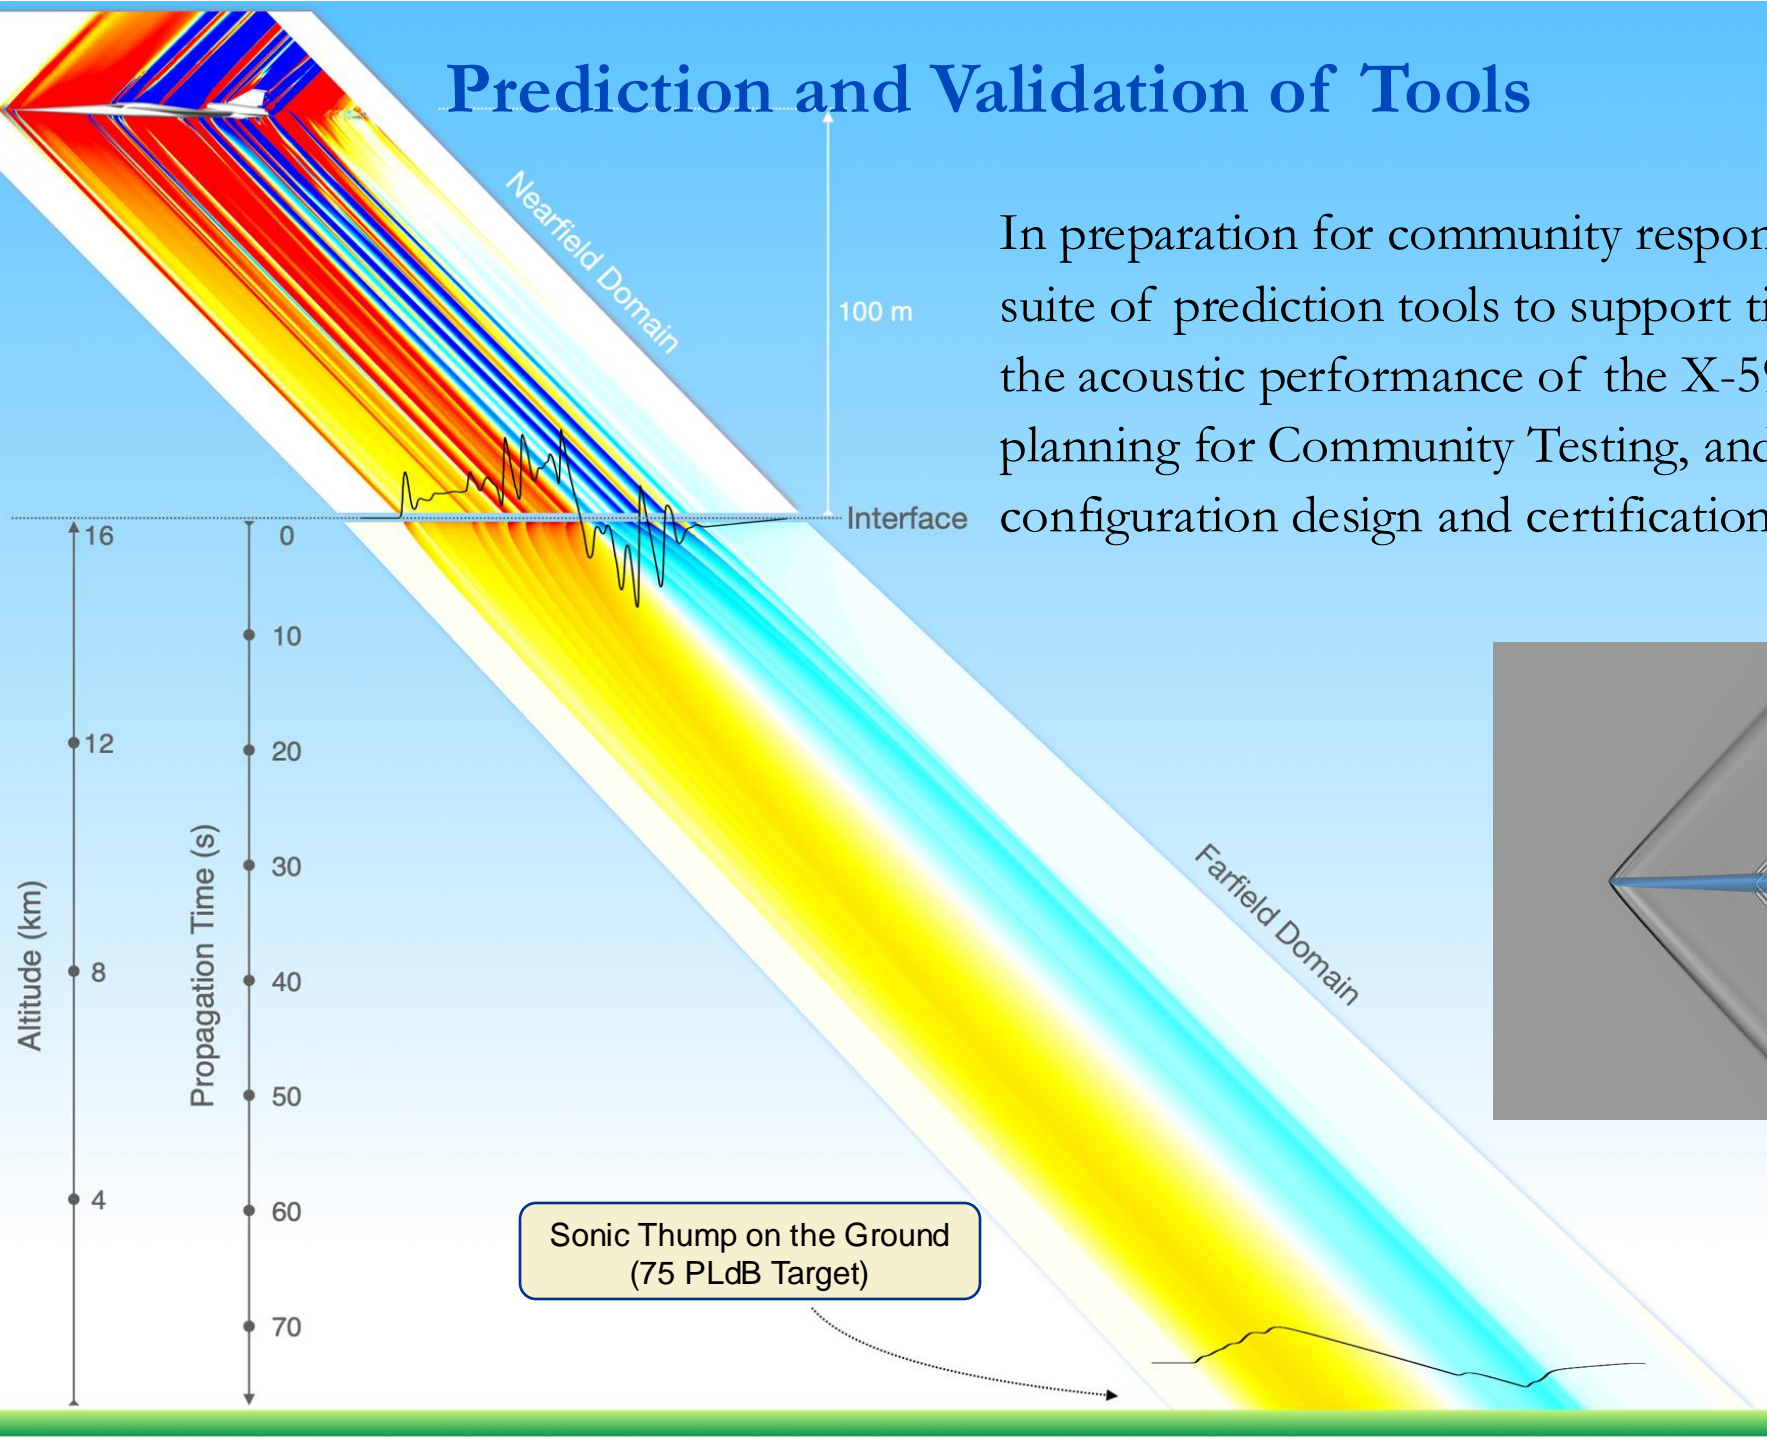 Prediction and Validation of Tools
Nearfield Domain
100 m
In preparation for community
suite of prediction tools to support
the acoustic performance of the
planning for Community Testing,
configuration design and certification
Interface
16
0
10
12
20
Propagation Time (s)
30
Farfield Domain
Altitude (km)
8
40
50
4
60
Sonic Thump on the Ground
(75 PLdB Target)
70